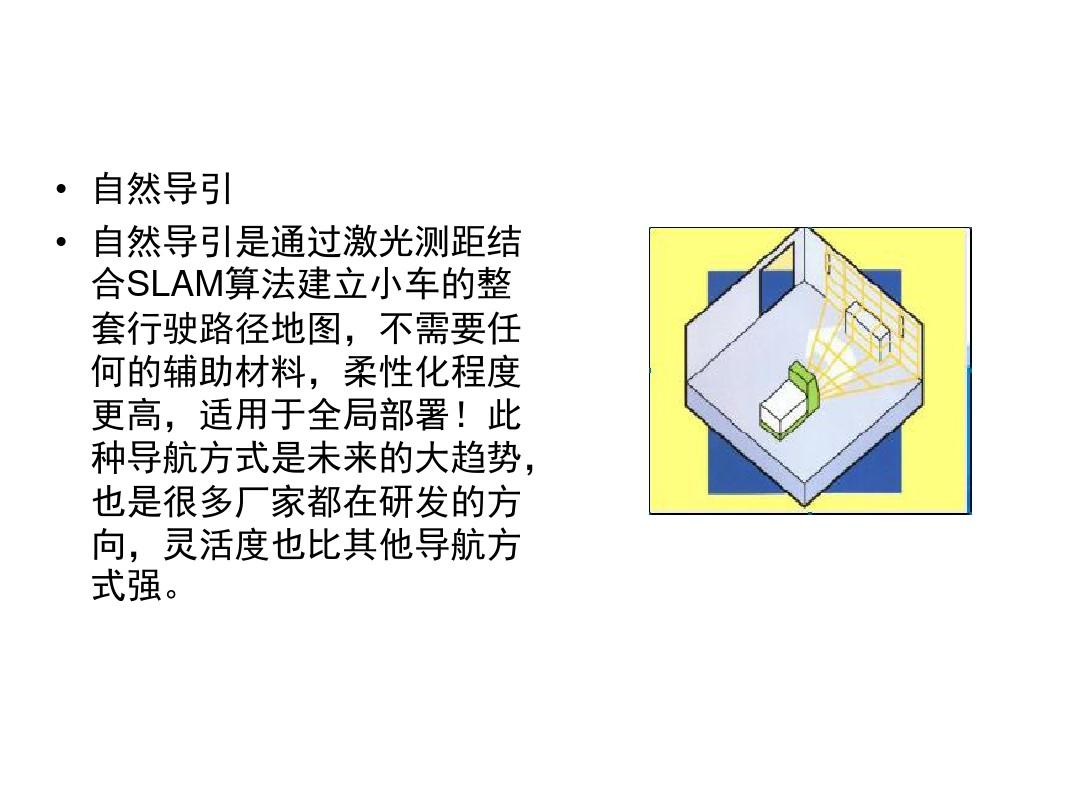 • 自然导引
• 自然导引是通过激光测距结
合SLAM算法建立小车的整
套行驶路径地图，不需要任
何的辅助材料，柔性化程度
更高，适用于全局部署！此
种导航方式是未来的大趋势，
也是很多厂家都在研发的方
向，灵活度也比其他导航方
式强。